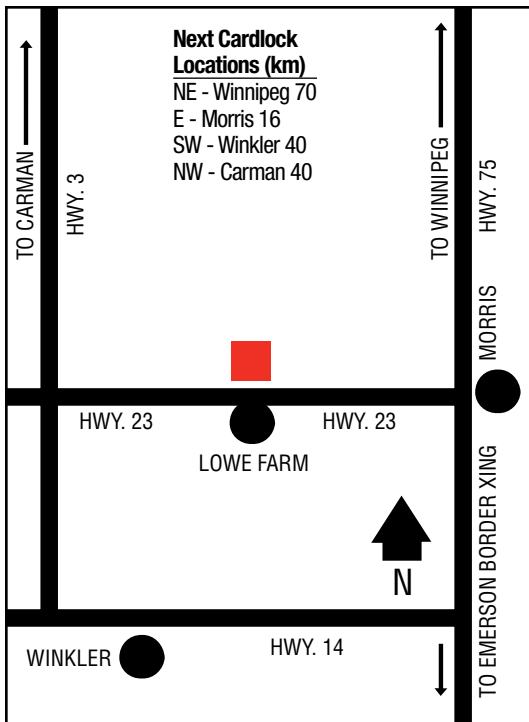 Next Cardlock
Locations (km)
NE - Winnipeg 70
E - Morris 16
SW - Winkler 40
NW - Carman 40
TO CARMAN
HWY. 3
TO WINNIPEG
HWY. 75
MORRIS
HWY. 23
HWY. 23
LOWE FARM
N
TO EMERSON BORDER XING
HWY. 14
WINKLER